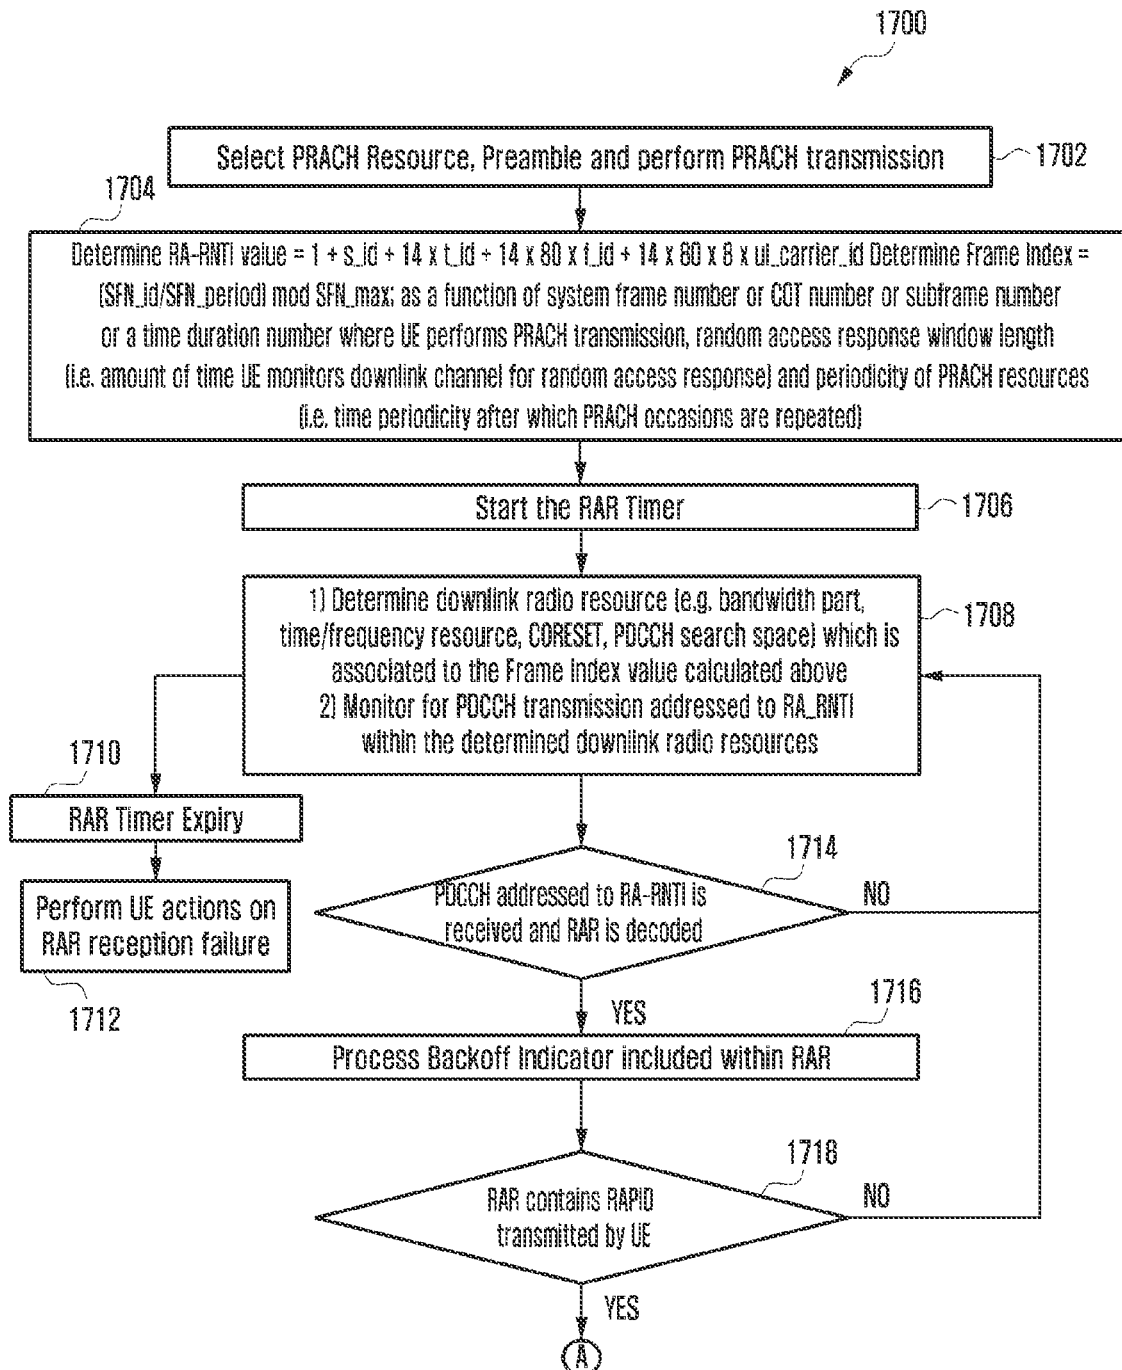 1700
Select PRACH Resource, Preamble and perform PRACH transmission
1702
1704
Determine RA-RNTI value = 1 + s_id + 14 x t_id + 14 x 80 x f_id + 14 x 80 x 8 x ul_carrier_id Determine Frame Index =
(SFN_id/SFN_period) mod SFN_max; as a function of system frame number or COT number or subframe number
or a time duration number where UE performs PRACH transmission, random access response window length
(i.e. amount of time UE monitors downlink channel for random access response) and periodicity of PRACH resources
(i.e. time periodicity after which PRACH occasions are repeated)
Start the RAR Timer
1706
1) Determine downlink radio resource (e.g. bandwidth part,
time/frequency resource, CORESET, PDCCH search space) which is
associated to the Frame Index value calculated above
2) Monitor for PDCCH transmission addressed to RA_RNTI
within the determined downlink radio resources
1708
1710
RAR Timer Expiry
Perform UE actions on
RAR reception failure
1712
1714
PDCCH addressed to RA-RNTI is
received and RAR is decoded
NO
YES
1716
Process Backoff Indicator included within RAR
1718
RAR contains RAPID
transmitted by UE
NO
YES
A